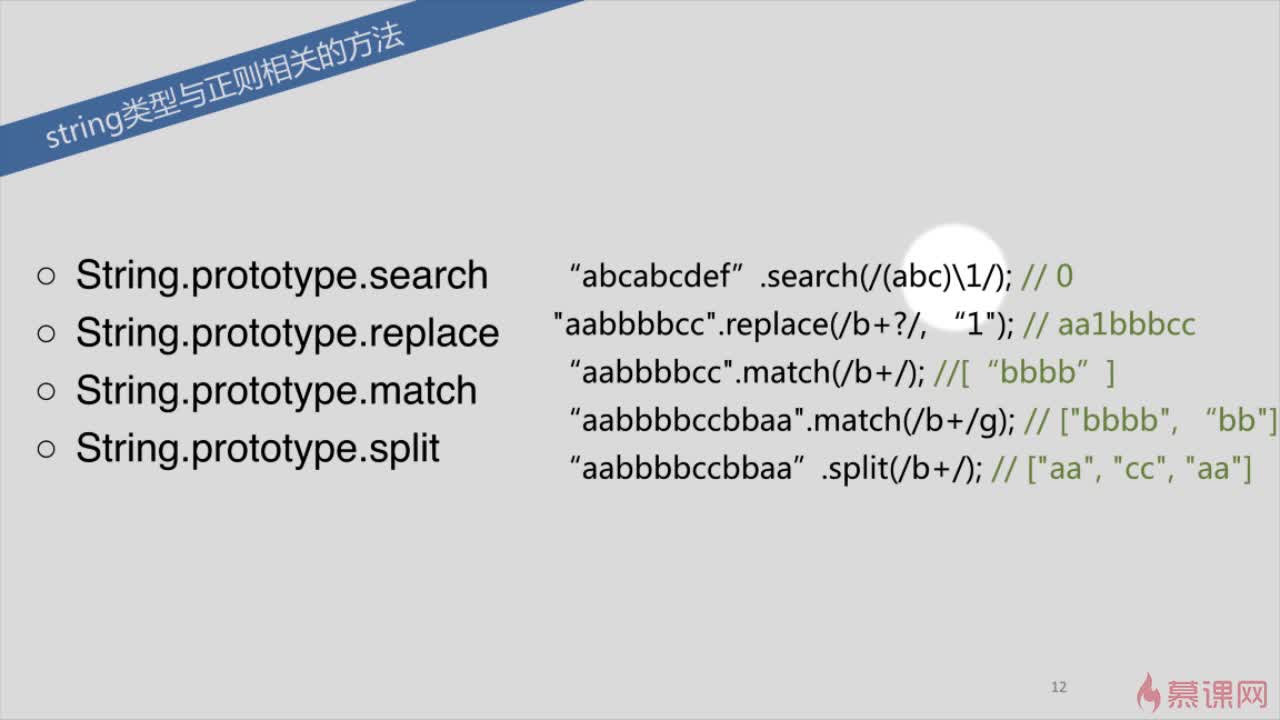 string类型与正则相关的方法
○ String.prototype.search
○ String.prototype.replace
○ String.prototype.match
○ String.prototype.split
“abcabcdef”.search(/(abc)\1/); // 0
"aabbbbcc".replace(/b+?/, “1"); // aa1bbbcc
“aabbbbcc".match(/b+/); //[“bbbb”]
“aabbbbccbbaa".match(/b+/g); // ["bbbb", “bb"]
“aabbbbccbbaa”.split(/b+/); // ["aa", "cc", "aa"]
12
慕课网